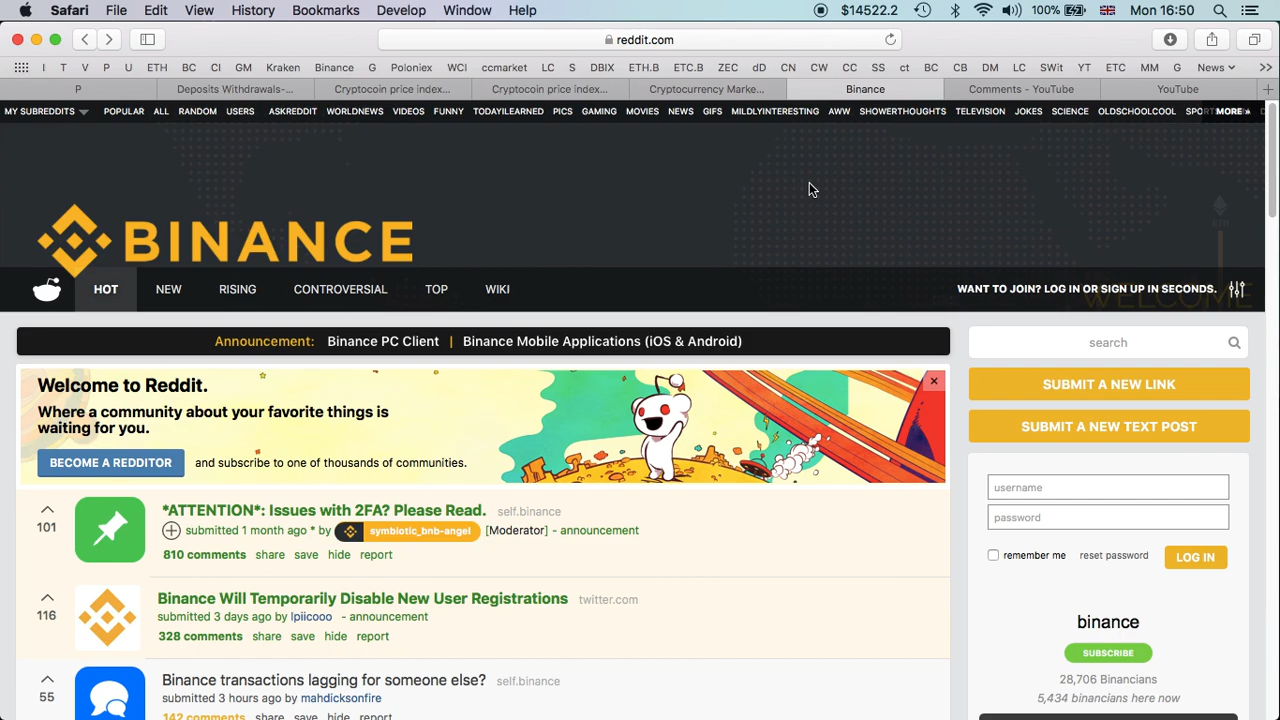 Safari File Edit View History Bookmarks Develop Window Help $14522.2 100% Mon 16:50
reddit.com
I T V P U ETH BC CI GM Kraken Binance G Poloniex WCI ccmarket LC S DBIX ETH.B ETC.B ZEC dD CN CW CC SS ct BC CB DM LC SWit YT ETC MM G News
P Deposits Withdrawals-... Cryptocoin price index... Cryptocoin price index... Cryptocurrency Marke... Binance Comments - YouTube YouTube
MY SUBREDDITS POPULAR ALL RANDOM USERS ASKREDDIT WORLDNEWS VIDEOS FUNNY TODAYILEARNED PICS GAMING MOVIES NEWS GIFS MILDLYINTERESTING AWW SHOWERTHOUGHTS TELEVISION JOKES SCIENCE OLDSCHOOLCOOL MORE »
BINANCE
HOT NEW RISING CONTROVERSIAL TOP WIKI
WANT TO JOIN? LOG IN OR SIGN UP IN SECONDS.
WELCOME
Announcement: Binance PC Client | Binance Mobile Applications (iOS & Android)
search
Welcome to Reddit.
Where a community about your favorite things is
waiting for you.
BECOME A REDDITOR and subscribe to one of thousands of communities.
SUBMIT A NEW LINK
SUBMIT A NEW TEXT POST
username
password
remember me reset password LOG IN
101
*ATTENTION*: Issues with 2FA? Please Read. self.binance
submitted 1 month ago * by symbiotic_bnb-angel [Moderator] - announcement
810 comments share save hide report
116
Binance Will Temporarily Disable New User Registrations twitter.com
submitted 3 days ago by lpiicooo - announcement
328 comments share save hide report
55
Binance transactions lagging for someone else? self.binance
submitted 3 hours ago by mahdicksonfire
142 comments share save hide report
binance
SUBSCRIBE
28,706 Binancians
5,434 binancians here now